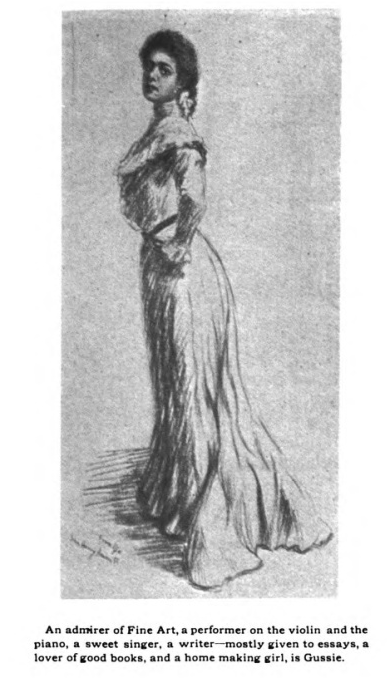 An admirer of Fine Art, a performer on the violin and the
piano, a sweet singer, a writer—mostly given to essays, a
lover of good books, and a home making girl, is Gussie.